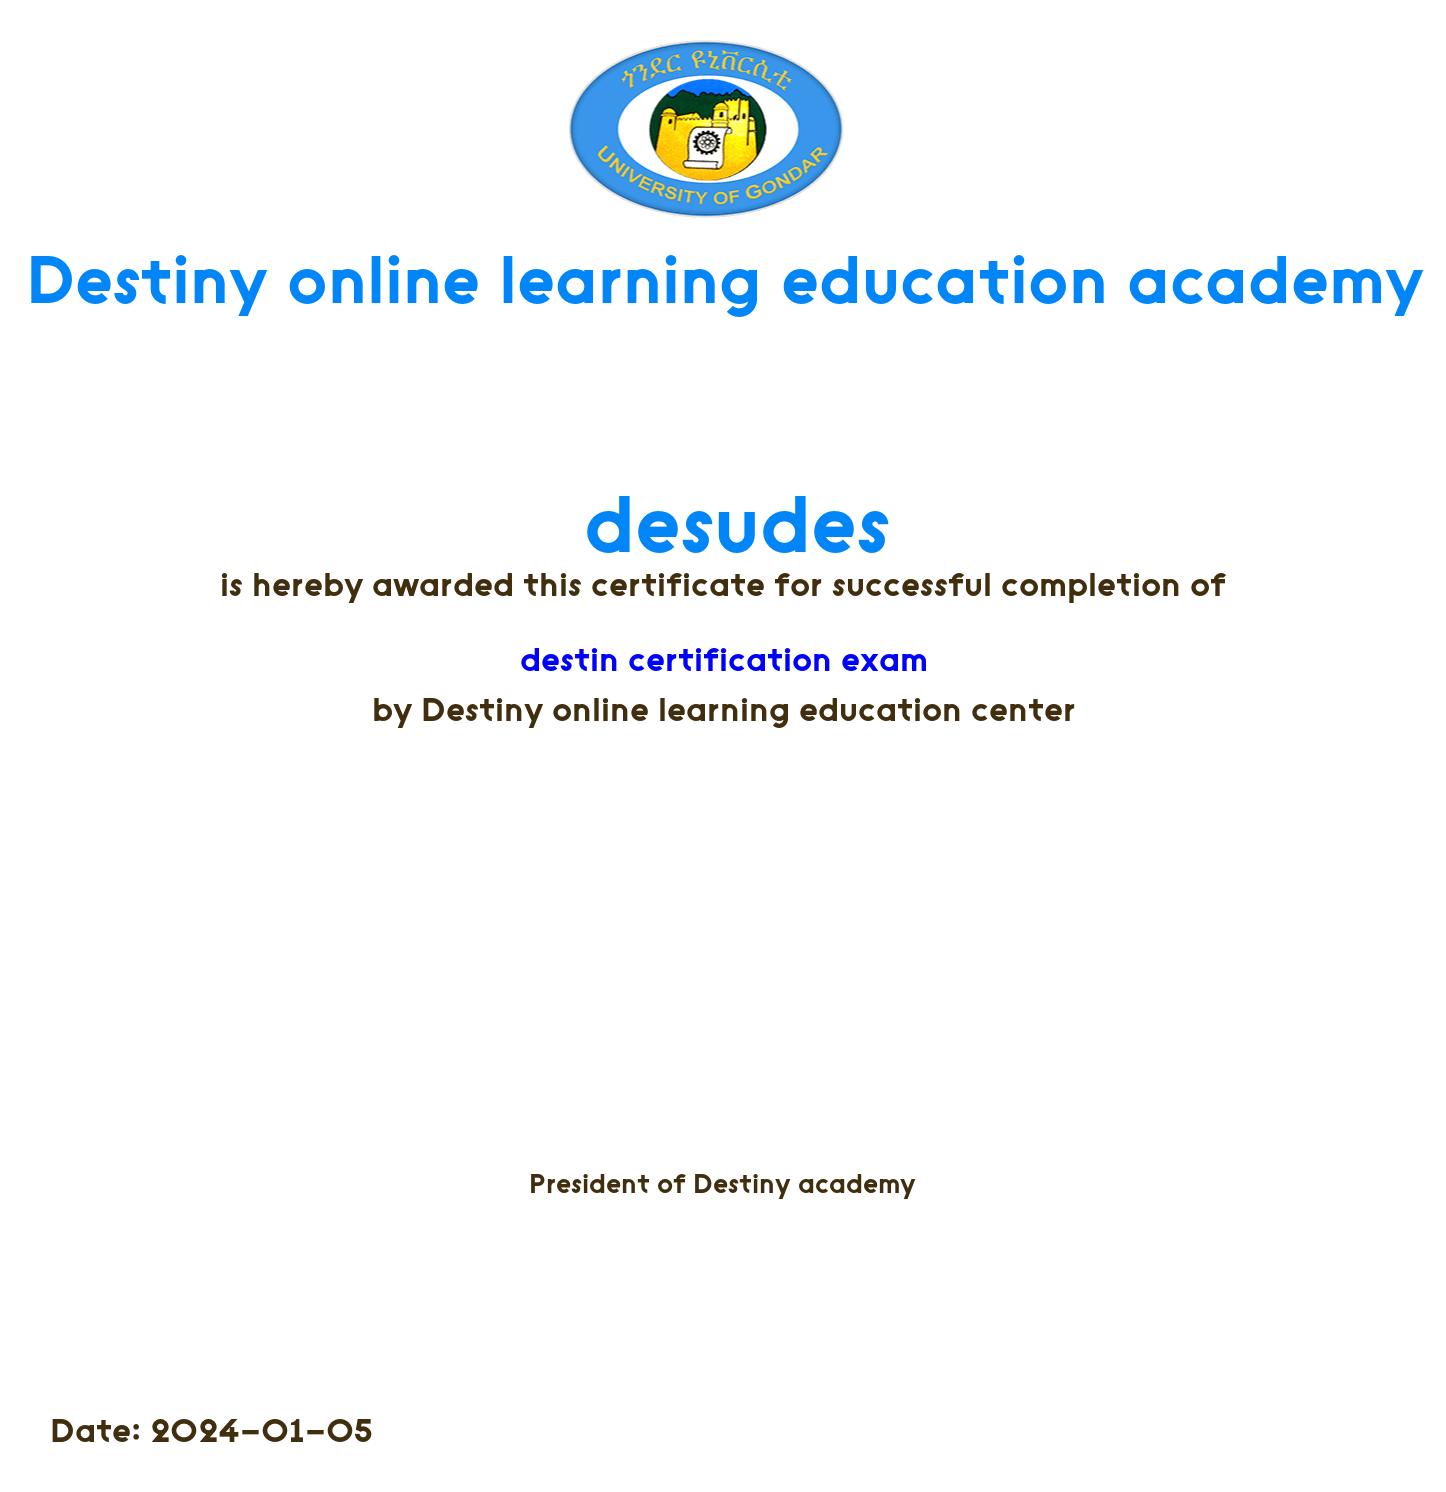 ጎንደር ዩኒቨርሲቲ
UNIVERSITY OF GONDAR
Destiny online learning education academy
desudes
is hereby awarded this certificate for successful completion of
destin certification exam
by Destiny online learning education center
President of Destiny academy
Date: 2024-01-05